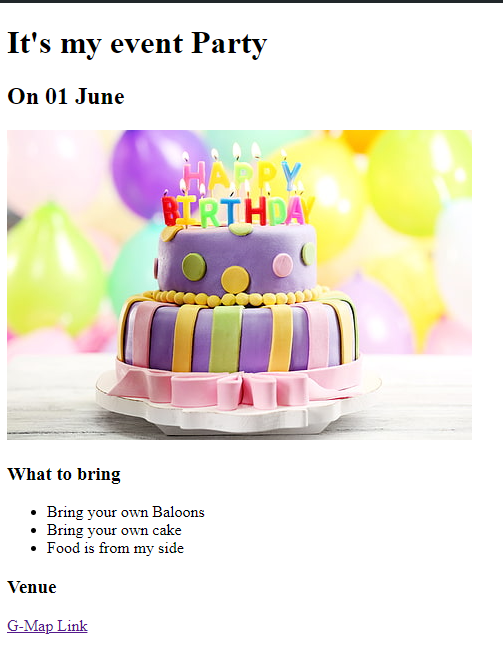 It's my event Party
On 01 June
HAPPY
BIRTHDAY
What to bring
Bring your own Baloons
Bring your own cake
Food is from my side
Venue
G-Map Link